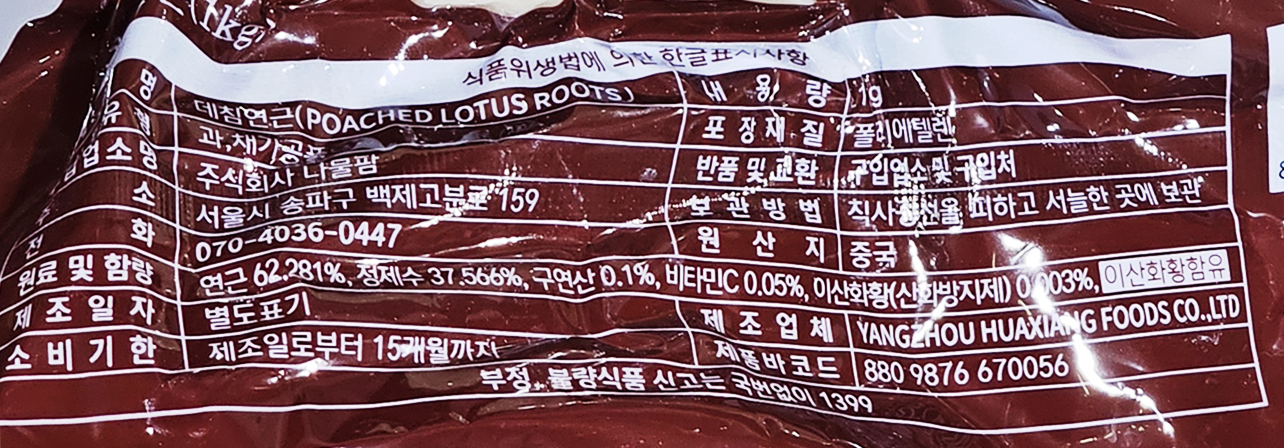 (1kg)
식품위생법에 의한 한글표시사항
명 데침연근(POACHED LOTUS ROOTS) 내 용 량 1g
유 형 과,채가공품 포 장 재 질 폴리에틸렌
업소명 주식회사 나물팜 반품 및 교환 구입업소 및 구입처
소 서울시 송파구 백제고분로 159 보 관 방 법 직사광선을 피하고 서늘한 곳에 보관
전 화 070-4036-0447 원 산 지 중국
원료 및 함량 연근 62.281%, 정제수 37.566%, 구연산 0.1%, 비타민C 0.05%, 이산화황(산화방지제) 0.003%, 이산화황함유
제 조 일 자 별도표기 제 조 업 체 YANGZHOU HUAXIANG FOODS CO.,LTD
소 비 기 한 제조일로부터 15개월까지 제품바코드 880 9876 670056
부정, 불량식품 신고는 국번없이 1399